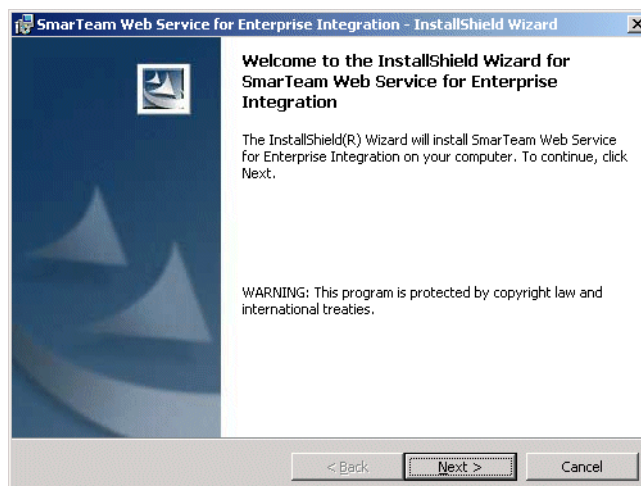 SmarTeam Web Service for Enterprise Integration - InstallShield Wizard
Welcome to the InstallShield Wizard for
SmarTeam Web Service for Enterprise
Integration
The InstallShield(R) Wizard will install SmarTeam Web Service
for Enterprise Integration on your computer. To continue, click
Next.
WARNING: This program is protected by copyright law and
international treaties.
< Back
Next >
Cancel